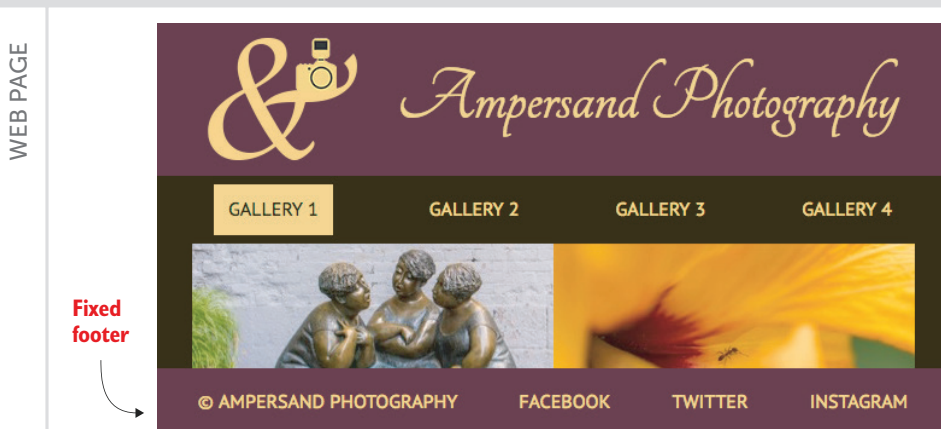 WEB PAGE
& Ampersand Photography
GALLERY 1 GALLERY 2 GALLERY 3 GALLERY 4
Fixed
footer
© AMPERSAND PHOTOGRAPHY FACEBOOK TWITTER INSTAGRAM